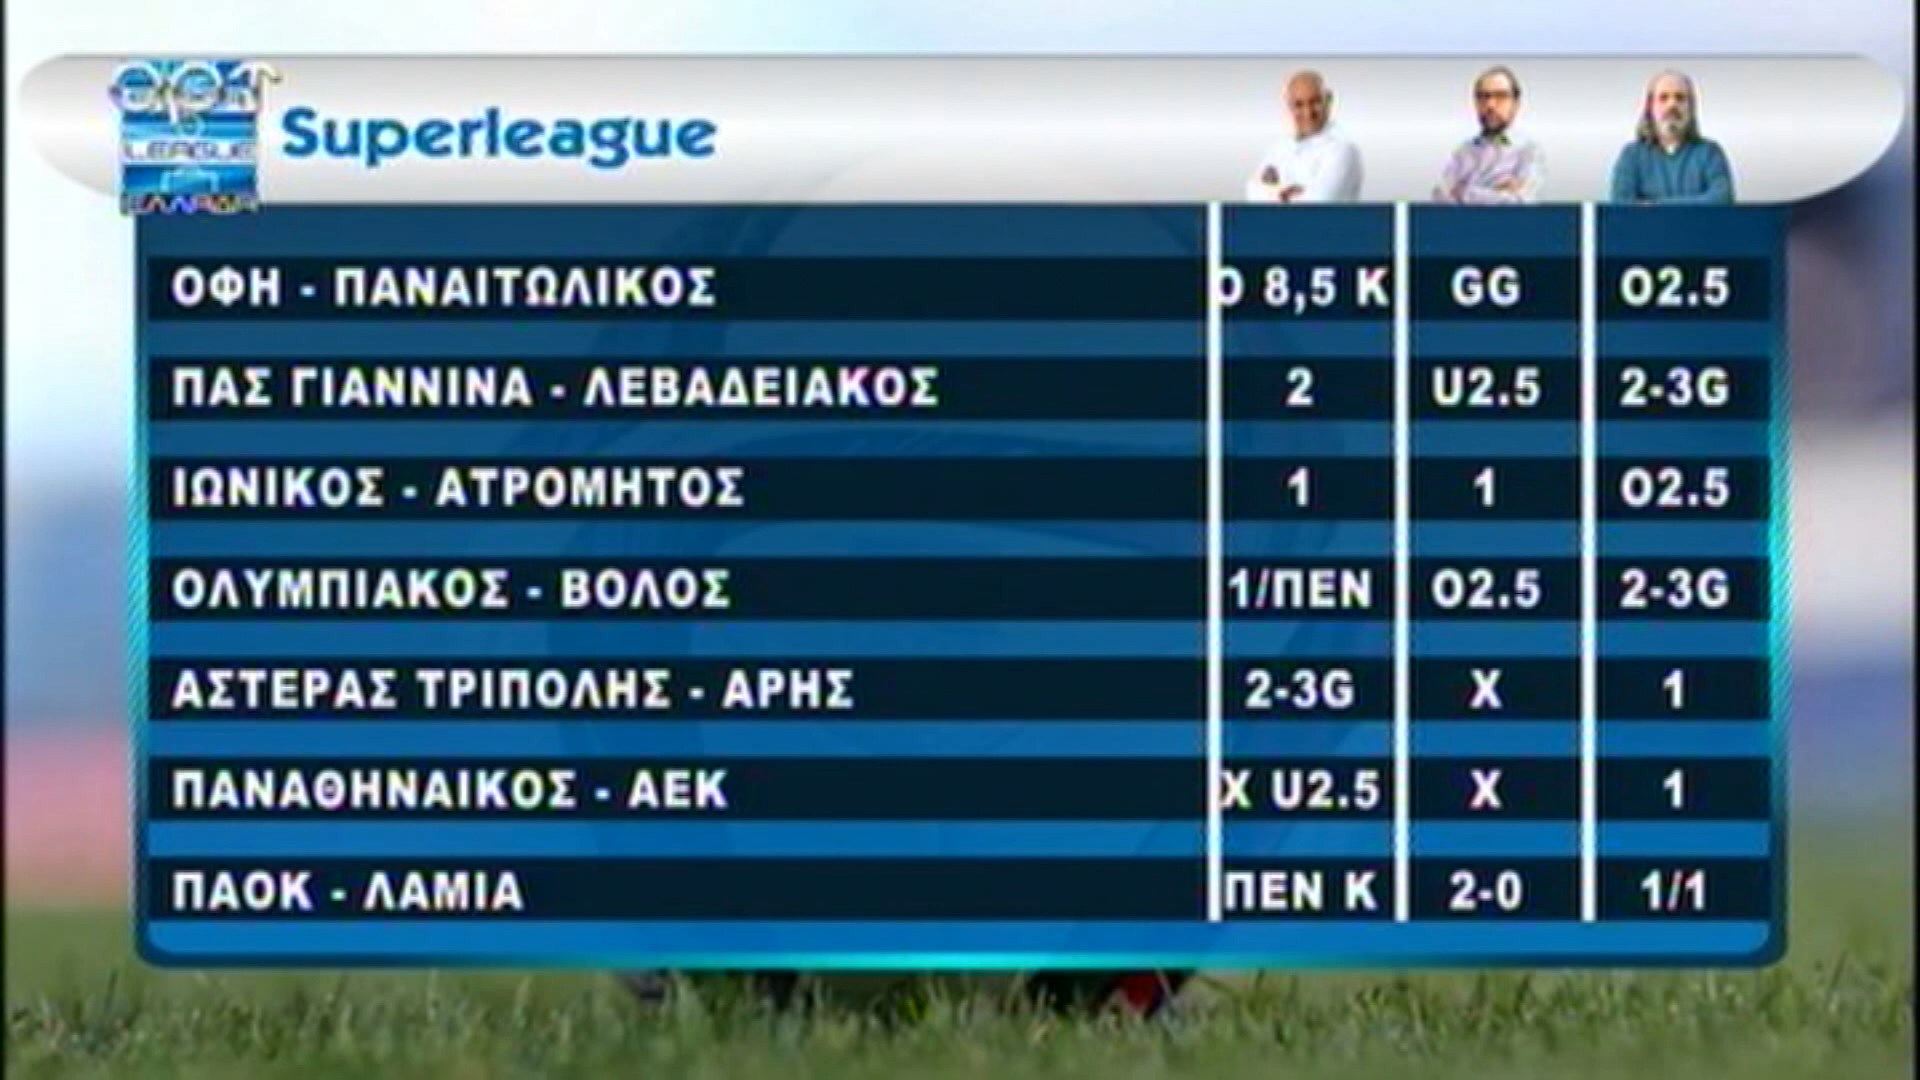 LEAGUE
ΕΛΛΑΔΑ
Superleague
ΟΦΗ - ΠΑΝΑΙΤΩΛΙΚΟΣ O 8,5 K GG O2.5
ΠΑΣ ΓΙΑΝΝΙΝΑ - ΛΕΒΑΔΕΙΑΚΟΣ 2 U2.5 2-3G
ΙΩΝΙΚΟΣ - ΑΤΡΟΜΗΤΟΣ 1 1 O2.5
ΟΛΥΜΠΙΑΚΟΣ - ΒΟΛΟΣ 1/ΠΕΝ O2.5 2-3G
ΑΣΤΕΡΑΣ ΤΡΙΠΟΛΗΣ - ΑΡΗΣ 2-3G X 1
ΠΑΝΑΘΗΝΑΙΚΟΣ - ΑΕΚ X U2.5 X 1
ΠΑΟΚ - ΛΑΜΙΑ ΠΕΝ Κ 2-0 1/1